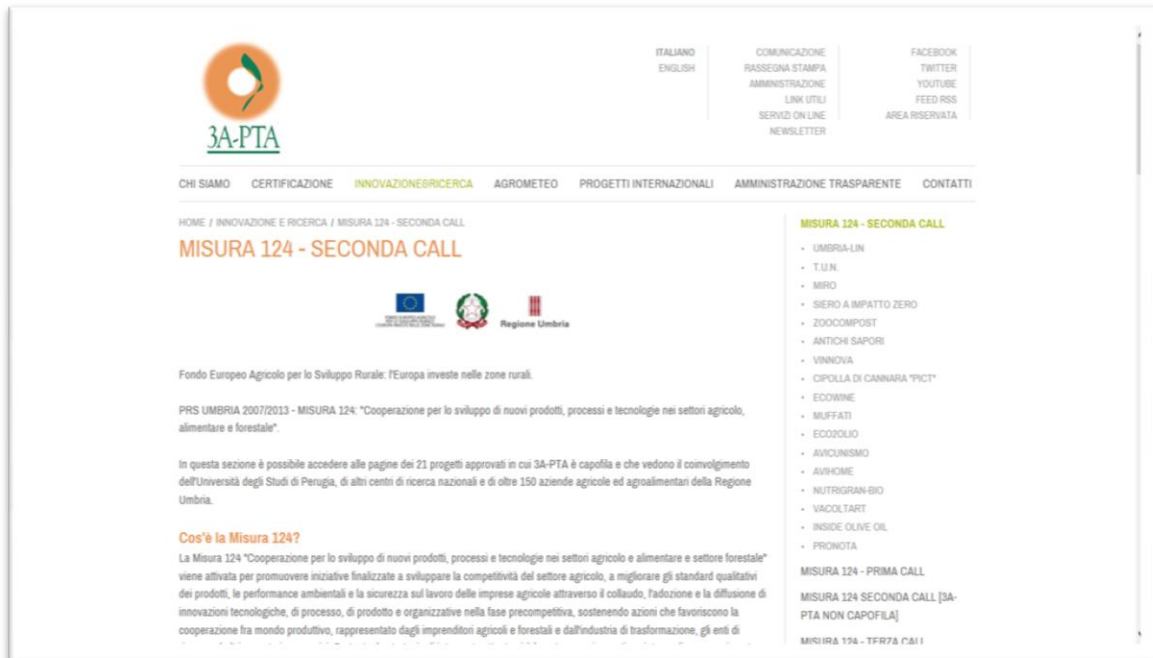 3A-PTA
ITALIANO
ENGLISH
COMUNICAZIONE
RASSEGNA STAMPA
AMMINISTRAZIONE
LINK UTILI
SERVIZI ON LINE
NEWSLETTER
FACEBOOK
TWITTER
YOUTUBE
FEED RSS
AREA RISERVATA
CHI SIAMO CERTIFICAZIONE INNOVAZIONE&RICERCA AGROMETEO PROGETTI INTERNAZIONALI AMMINISTRAZIONE TRASPARENTE CONTATTI
HOME / INNOVAZIONE E RICERCA / MISURA 124 - SECONDA CALL
MISURA 124 - SECONDA CALL
Regione Umbria
Fondo Europeo Agricolo per lo Sviluppo Rurale: l'Europa investe nelle zone rurali.
PRS UMBRIA 2007/2013 - MISURA 124: "Cooperazione per lo sviluppo di nuovi prodotti, processi e tecnologie nei settori agricolo,
alimentare e forestale".
In questa sezione è possibile accedere alle pagine dei 21 progetti approvati in cui 3A-PTA è capofila e che vedono il coinvolgimento
dell'Università degli Studi di Perugia, di altri centri di ricerca nazionali e di oltre 150 aziende agricole ed agroalimentari della Regione
Umbria.
Cos'è la Misura 124?
La Misura 124 "Cooperazione per lo sviluppo di nuovi prodotti, processi e tecnologie nei settori agricolo e alimentare e settore forestale"
viene attivata per promuovere iniziative finalizzate a sviluppare la competitività del settore agricolo, a migliorare gli standard qualitativi
dei prodotti, le performance ambientali e la sicurezza sul lavoro delle imprese agricole attraverso il collaudo, l'adozione e la diffusione di
innovazioni tecnologiche, di processo, di prodotto e organizzative nella fase precompetitiva, sostenendo azioni che favoriscono la
cooperazione fra mondo produttivo, rappresentato dagli imprenditori agricoli e forestali e dall'industria di trasformazione, gli enti di
MISURA 124 - SECONDA CALL
UMBRIA-LIN
T.U.N.
MIRO
SIERO A IMPATTO ZERO
ZOOCOMPOST
ANTICHI SAPORI
VINNOVA
CIPOLLA DI CANNARA "PICT"
ECOWINE
MUFFATI
ECO2OLIO
AVICUNISMO
AVIHOME
NUTRIGRAN-BIO
VACOLTART
INSIDE OLIVE OIL
PRONOTA
MISURA 124 - PRIMA CALL
MISURA 124 SECONDA CALL [3A-
PTA NON CAPOFILA]
MISURA 124 - TERZA CALL